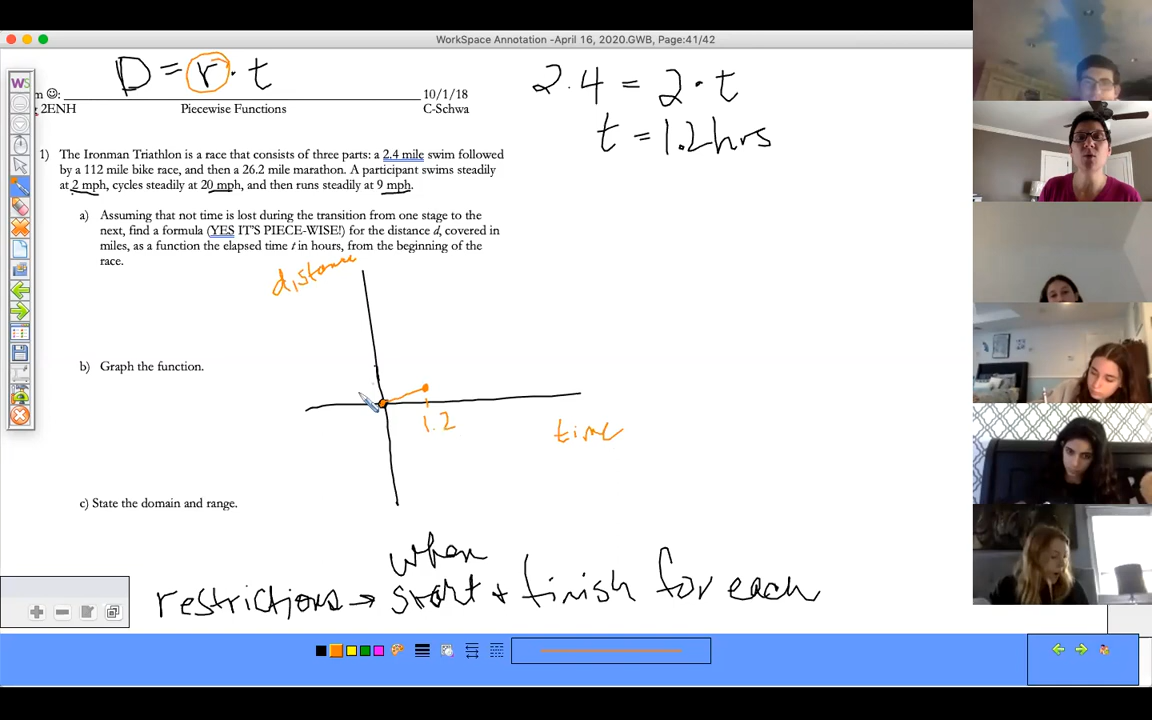 WorkSpace Annotation -April 16, 2020.GWB, Page:41/42
D = r · t
2.4 = 2 · t
t = 1.2 hrs
WS
m ☺: 10/1/18
2ENH Piecewise Functions C-Schwa
1) The Ironman Triathlon is a race that consists of three parts: a 2.4 mile swim followed
by a 112 mile bike race, and then a 26.2 mile marathon. A participant swims steadily
at 2 mph, cycles steadily at 20 mph, and then runs steadily at 9 mph.
a) Assuming that not time is lost during the transition from one stage to the
next, find a formula (YES IT'S PIECE-WISE!) for the distance d, covered in
miles, as a function the elapsed time t in hours, from the beginning of the
race.
distance
b) Graph the function.
1.2
time
c) State the domain and range.
when
restrictions → start + finish for each